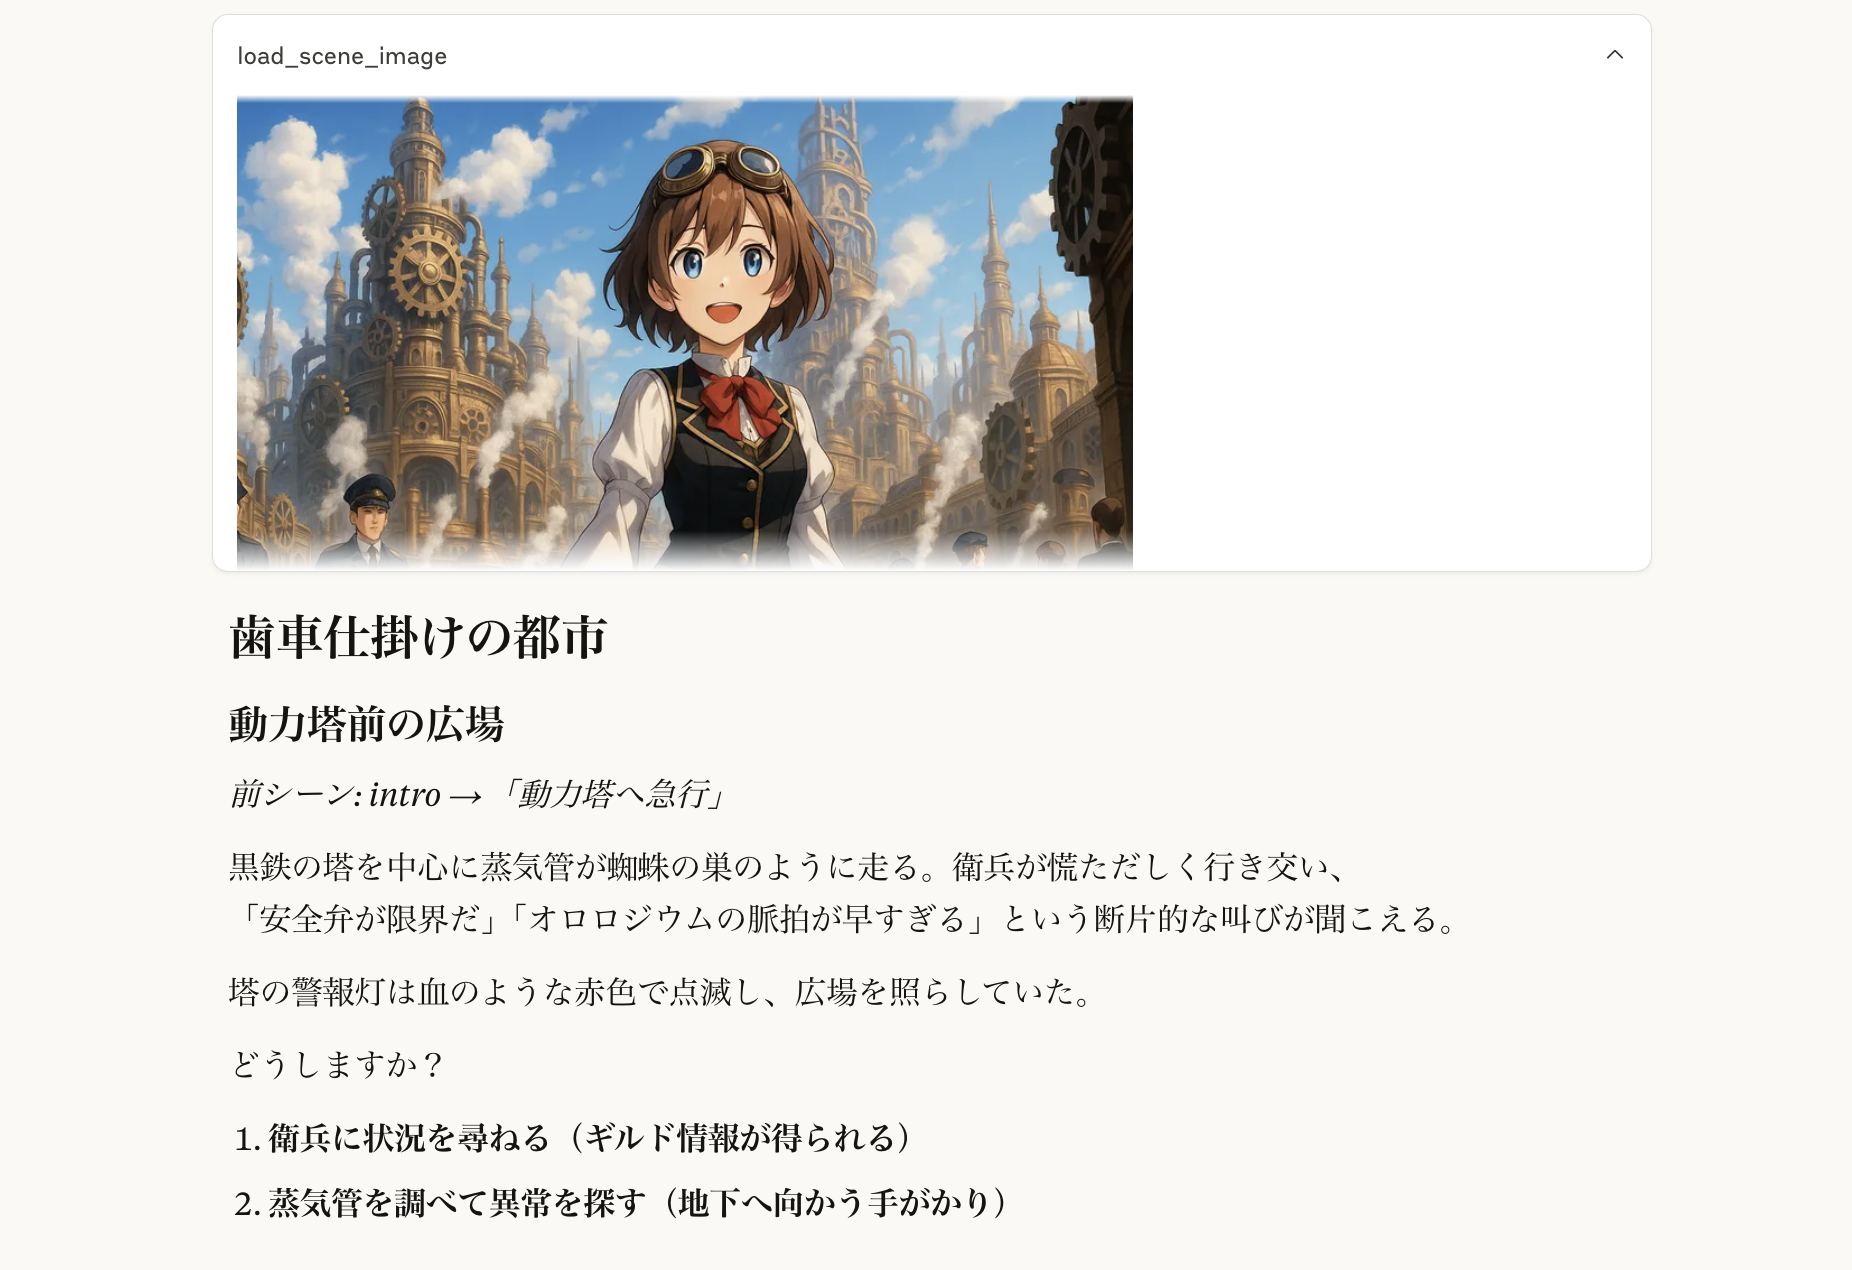 load_scene_image
歯車仕掛けの都市
動力塔前の広場
前シーン: intro → 「動力塔へ急行」
黒鉄の塔を中心に蒸気管が蜘蛛の巣のように走る。衛兵が慌ただしく行き交い、
「安全弁が限界だ」「オロロジウムの脈拍が早すぎる」という断片的な叫びが聞こえる。
塔の警報灯は血のような赤色で点滅し、広場を照らしていた。
どうしますか？
1. 衛兵に状況を尋ねる（ギルド情報が得られる）
2. 蒸気管を調べて異常を探す（地下へ向かう手がかり）